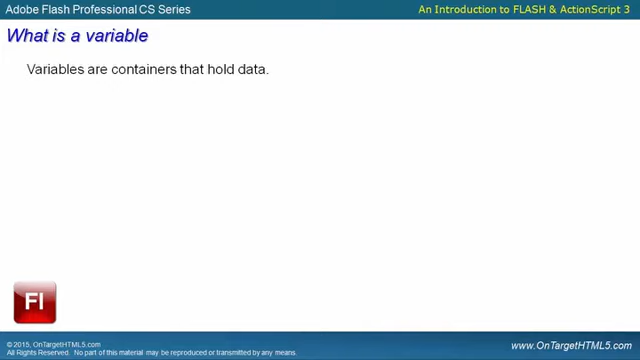 Adobe Flash Professional CS Series
An Introduction to FLASH & ActionScript 3
What is a variable
Variables are containers that hold data.
Fl
© 2015, OnTargetHTML5.com
All Rights Reserved. No part of this material may be reproduced or transmitted by any means.
www.OnTargetHTML5.com